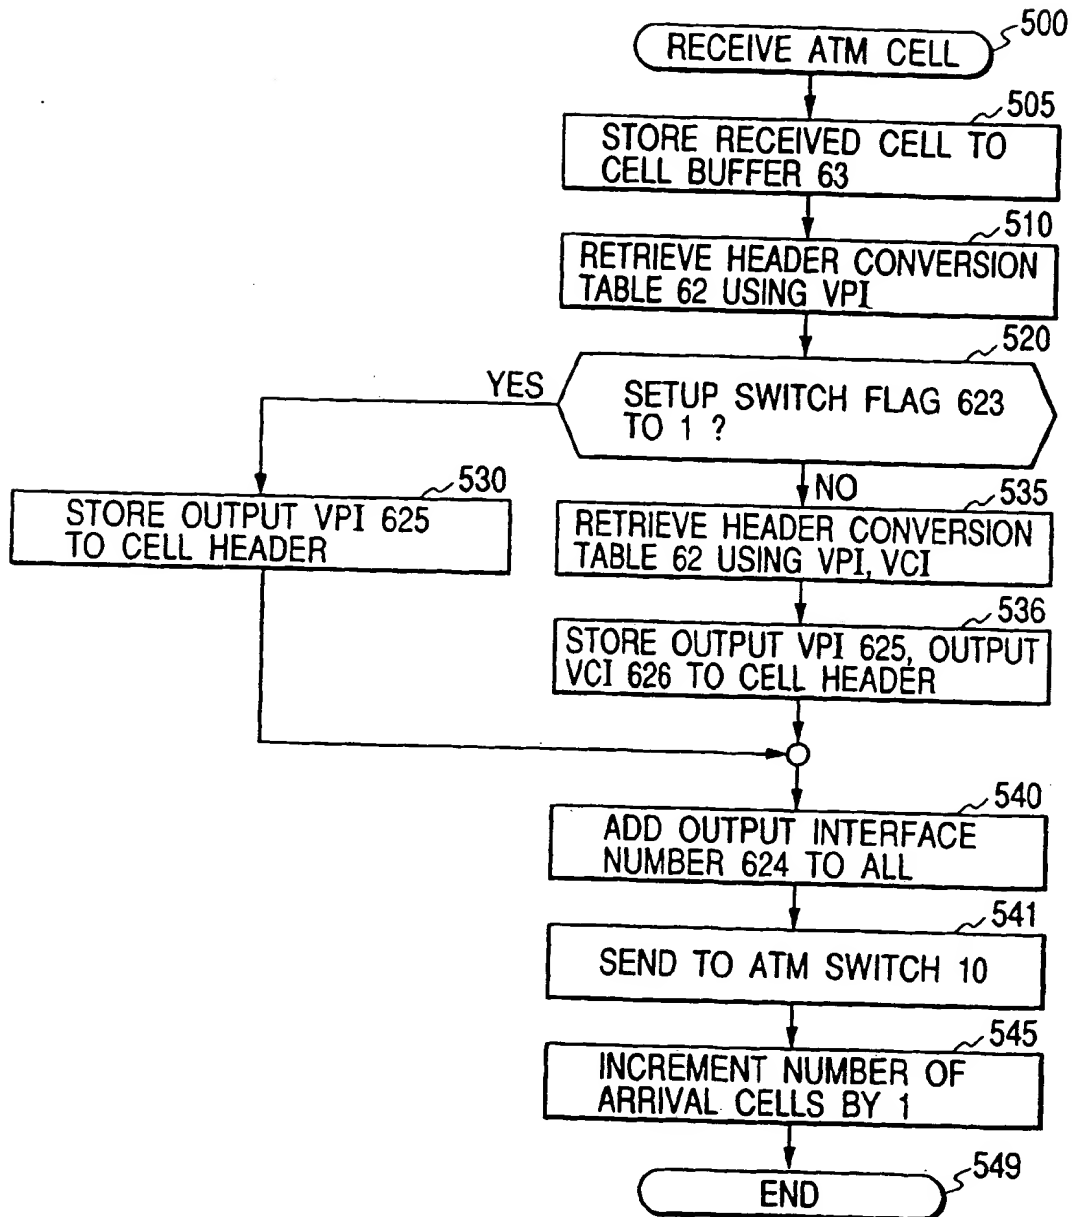 500
RECEIVE ATM CELL
505
STORE RECEIVED CELL TO
CELL BUFFER 63
510
RETRIEVE HEADER CONVERSION
TABLE 62 USING VPI
520
SETUP SWITCH FLAG 623
TO 1 ?
YES
NO
530
STORE OUTPUT VPI 625
TO CELL HEADER
535
RETRIEVE HEADER CONVERSION
TABLE 62 USING VPI, VCI
536
STORE OUTPUT VPI 625, OUTPUT
VCI 626 TO CELL HEADER
540
ADD OUTPUT INTERFACE
NUMBER 624 TO ALL
541
SEND TO ATM SWITCH 10
545
INCREMENT NUMBER OF
ARRIVAL CELLS BY 1
549
END